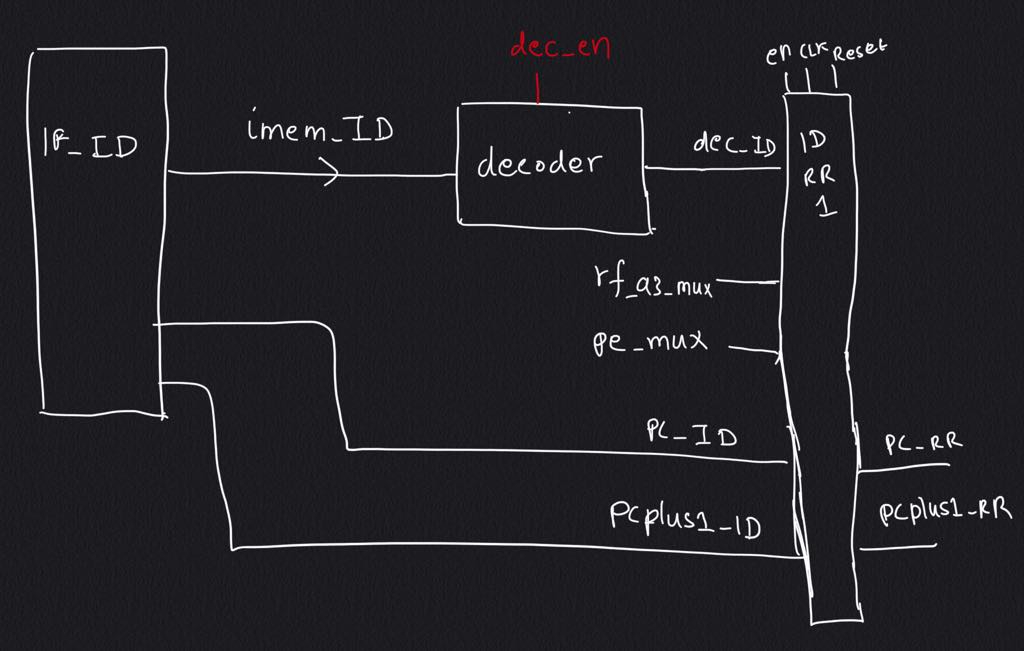 dec_en
en CLK Reset
IF_ID
imem_ID
decoder
dec_ID
ID
RR
1
rf_a3_mux
pe_mux
PC_ID
PC_RR
Pcplus1_ID
pcplus1_RR